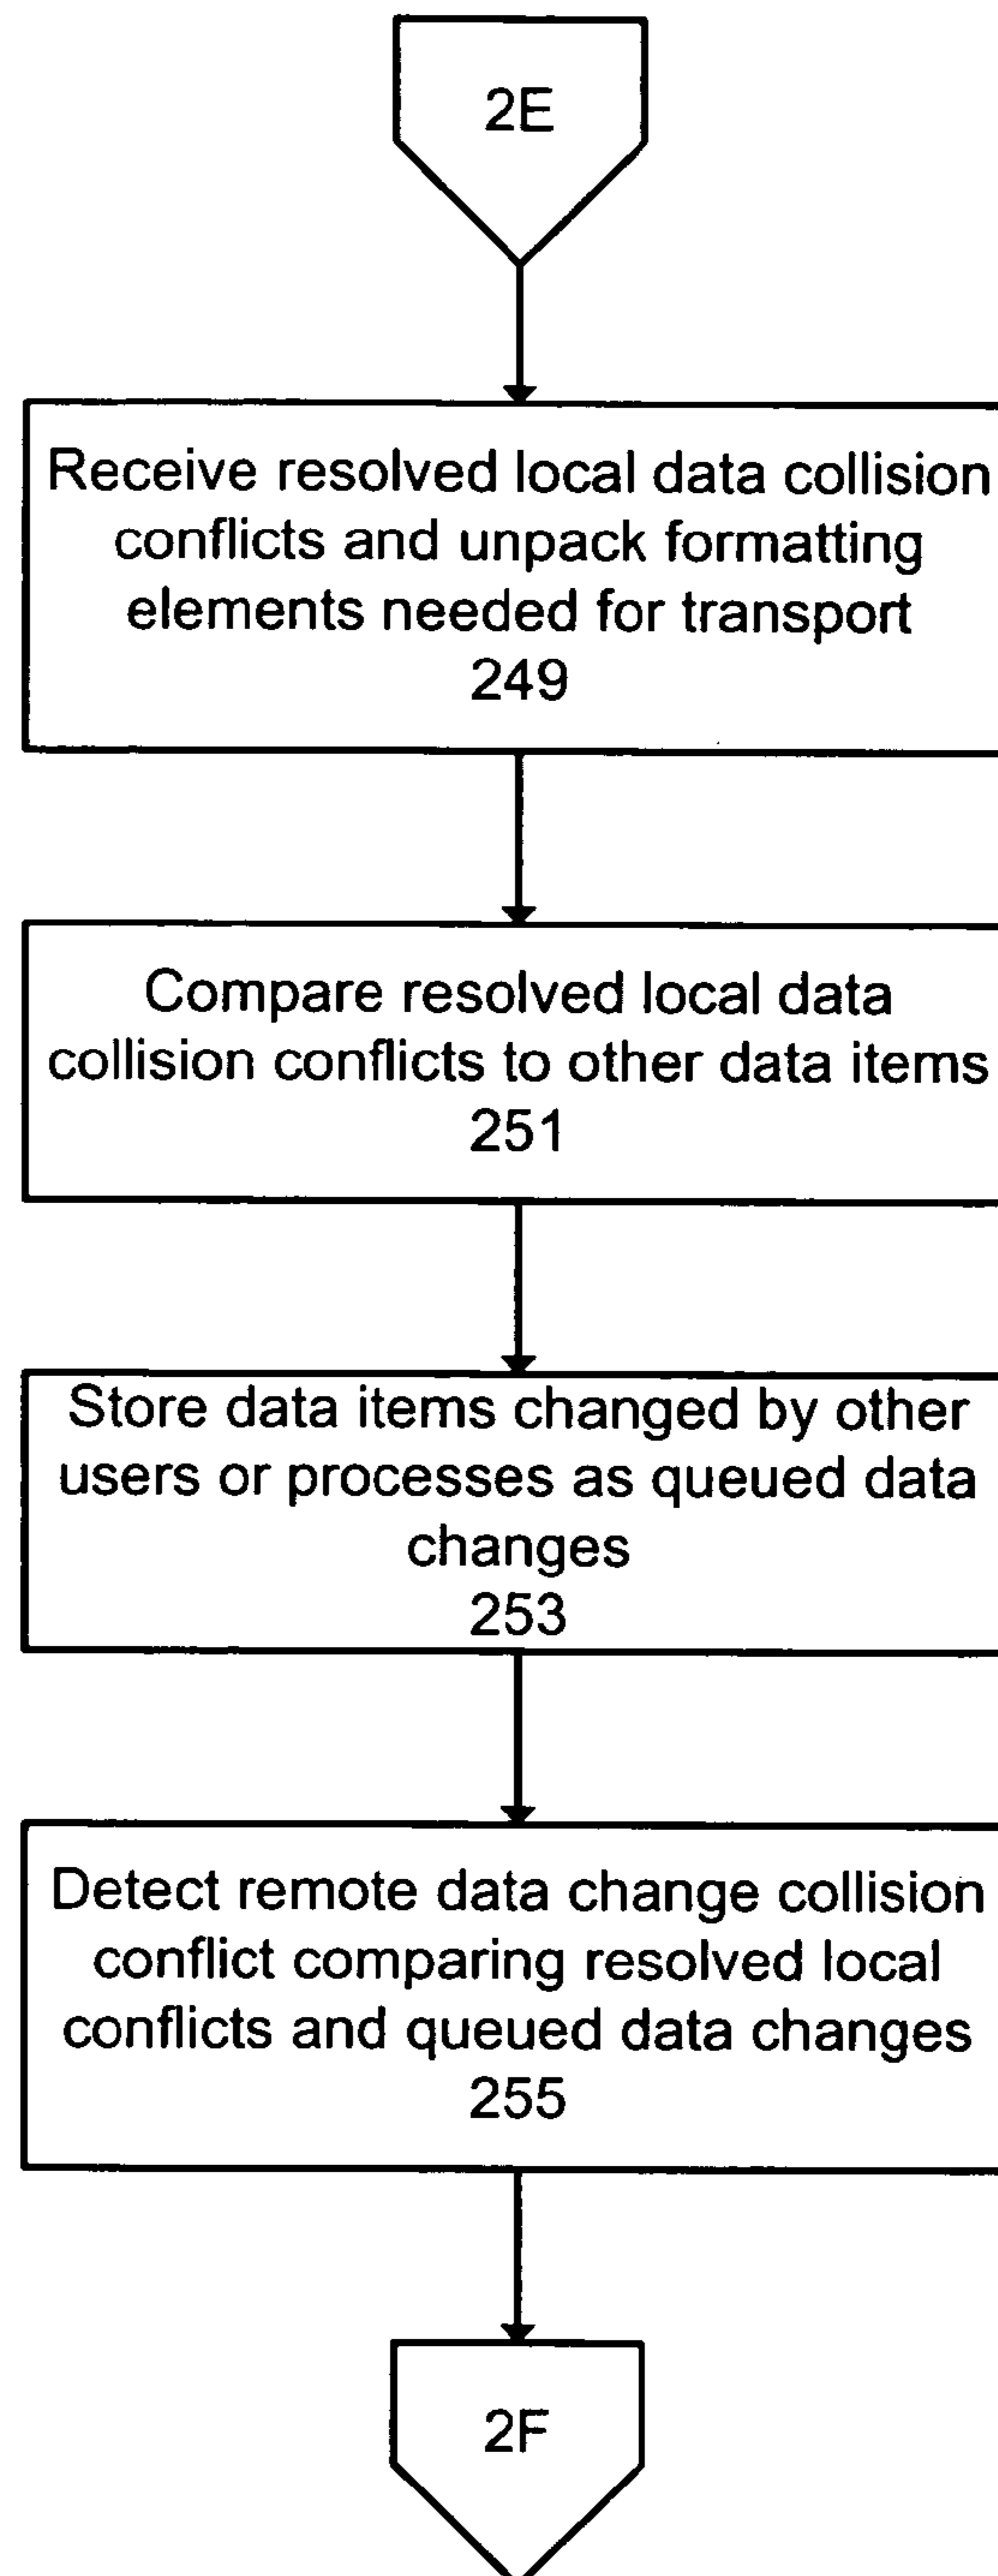 2E
Receive resolved local data collision
conflicts and unpack formatting
elements needed for transport
249
Compare resolved local data
collision conflicts to other data items
251
Store data items changed by other
users or processes as queued data
changes
253
Detect remote data change collision
conflict comparing resolved local
conflicts and queued data changes
255
2F